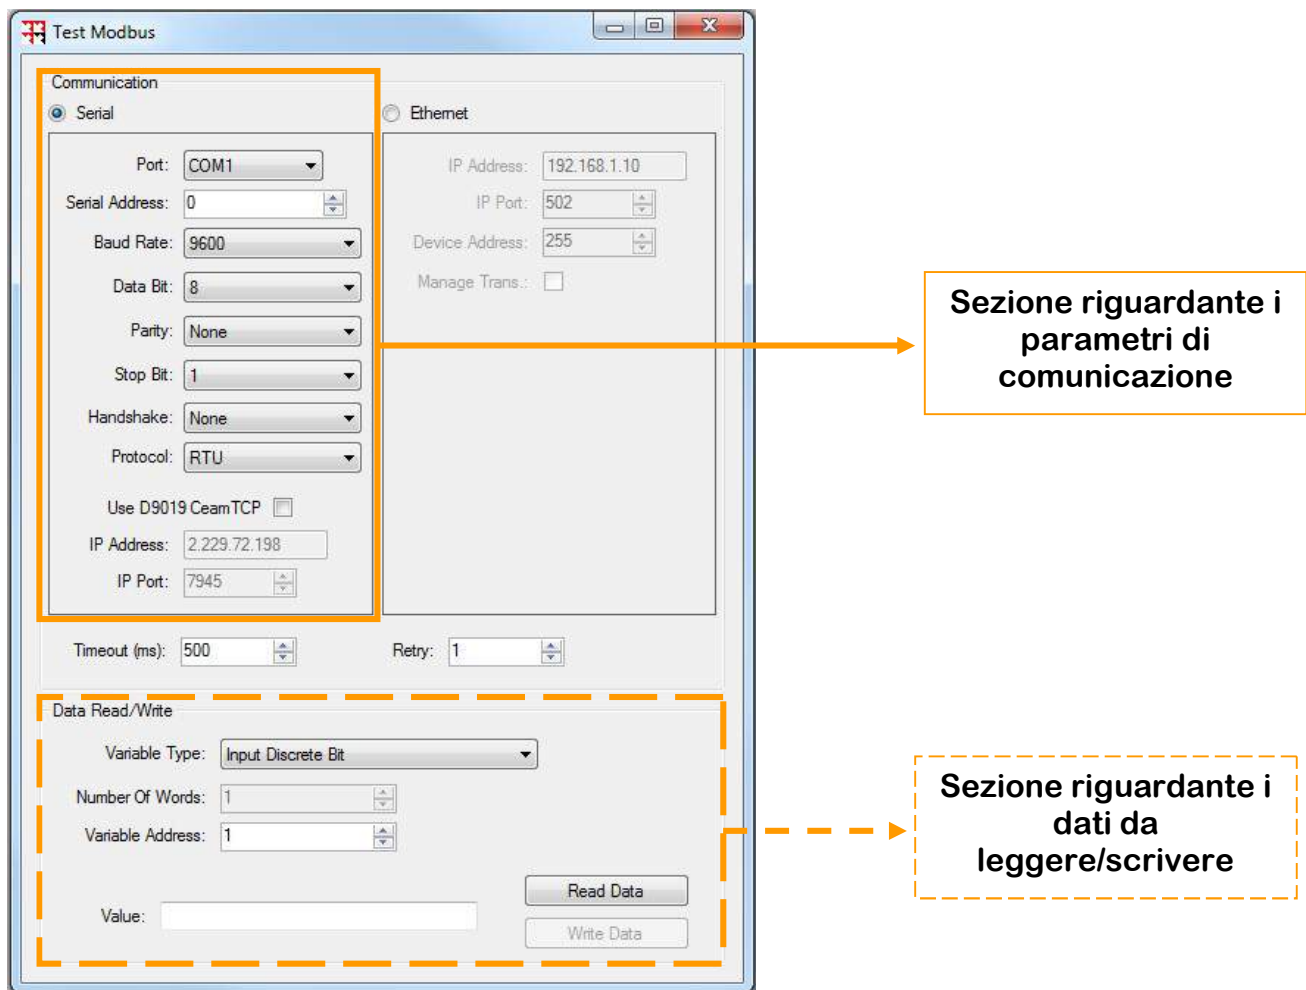 Test Modbus
Communication
Serial
Ethernet
Port: COM1
IP Address: 192.168.1.10
Serial Address: 0
IP Port: 502
Baud Rate: 9600
Device Address: 255
Data Bit: 8
Manage Trans.:
Parity: None
Stop Bit: 1
Handshake: None
Protocol: RTU
Use D9019 CeamTCP
IP Address: 2.229.72.198
IP Port: 7945
Timeout (ms): 500
Retry: 1
Data Read/Write
Variable Type: Input Discrete Bit
Number Of Words: 1
Variable Address: 1
Read Data
Value:
Write Data
Sezione riguardante i
parametri di
comunicazione
Sezione riguardante i
dati da
leggere/scrivere